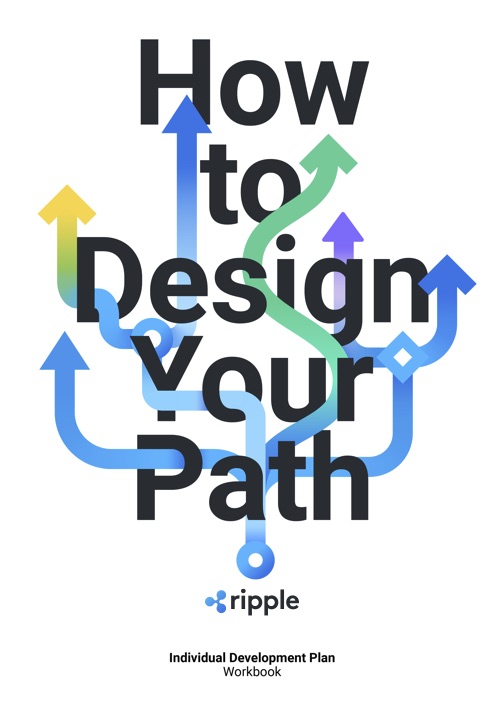 How
to
Design
Your
Path
ripple
Individual Development Plan
Workbook